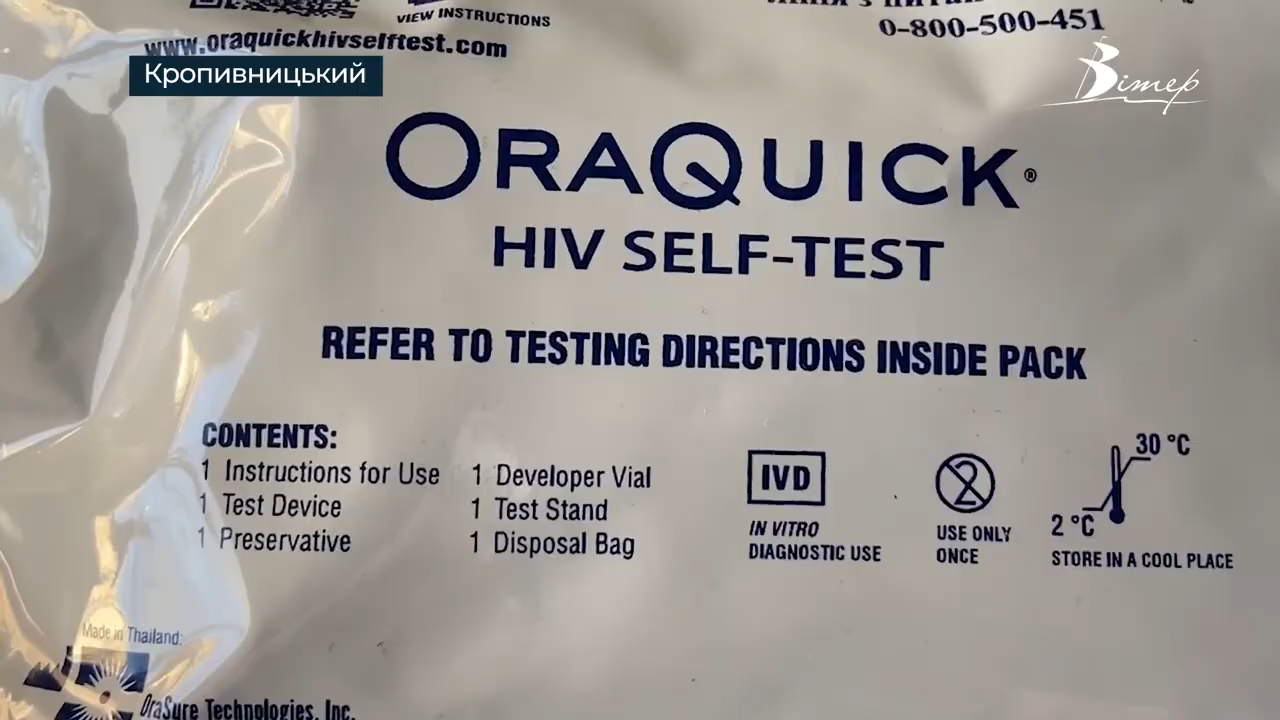 VIEW INSTRUCTIONS
0-800-500-451
www.oraquickhivselftest.com
Кропивницький
Вітер
ORAQUICK®
HIV SELF-TEST
REFER TO TESTING DIRECTIONS INSIDE PACK
CONTENTS:
1 Instructions for Use
1 Test Device
1 Preservative
1 Developer Vial
1 Test Stand
1 Disposal Bag
IVD
IN VITRO
DIAGNOSTIC USE
2
USE ONLY
ONCE
30 °C
2 °C
STORE IN A COOL PLACE
Made in Thailand:
OraSure Technologies, Inc.